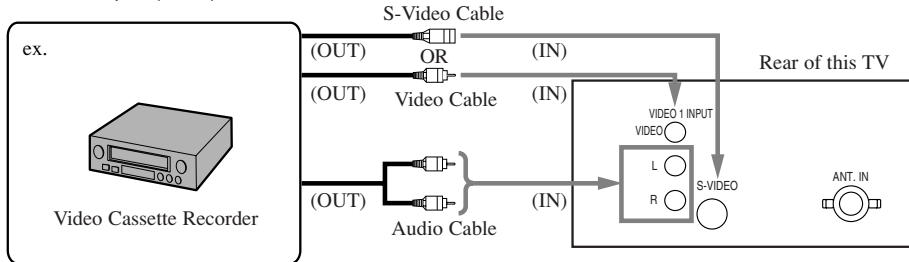 S-Video Cable
ex.
(OUT)
(IN)
OR
Rear of this TV
(OUT)
Video Cable
(IN)
VIDEO 1 INPUT
VIDEO
L
R
S-VIDEO
ANT. IN
(OUT)
(IN)
Video Cassette Recorder
Audio Cable